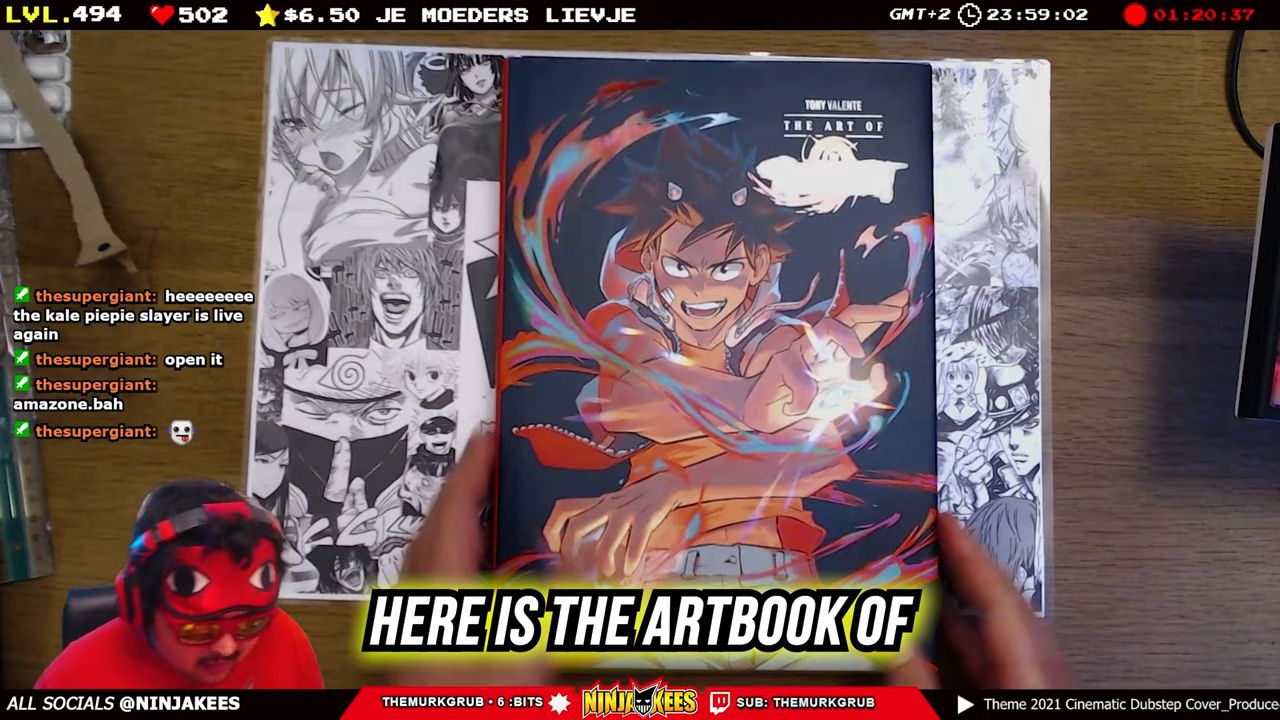 LVL.494 502 $6.50 JE MOEDERS LIEVJE
GMT+2 23:59:02 01:20:37
TONY VALENTE
THE ART OF
thesupergiant: heeeeeeee
the kale piepie slayer is live
again
thesupergiant: open it
thesupergiant:
amazone.bah
thesupergiant:
HERE IS THE ARTBOOK OF
ALL SOCIALS @NINJAKEES
THEMURKGRUB • 6 :BITS NINJAKEES SUB: THEMURKGRUB
Theme 2021 Cinematic Dubstep Cover_Produce